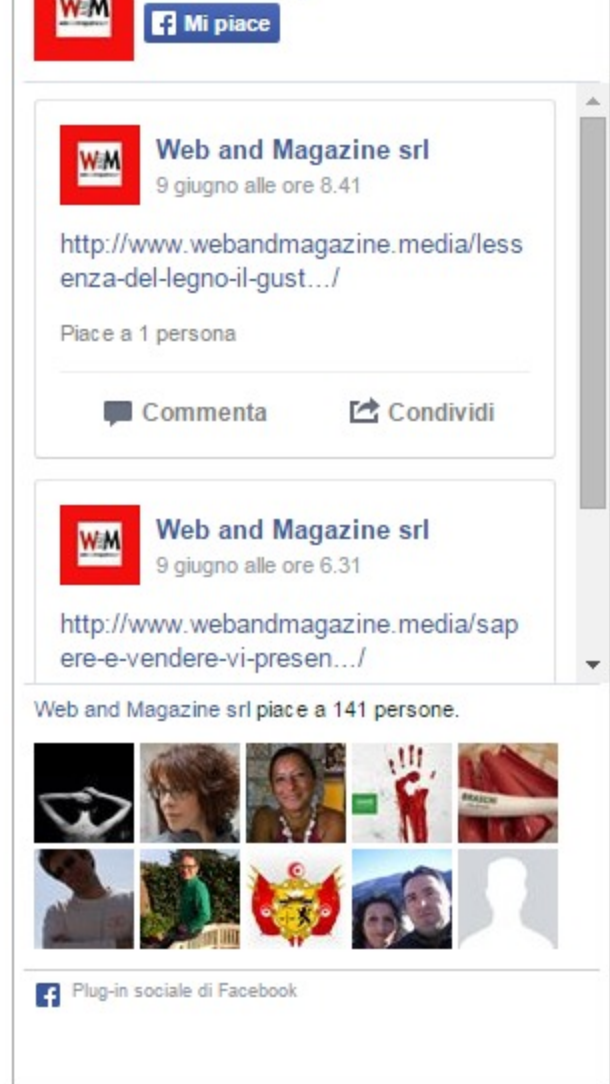 W&M
Mi piace
W&M
Web and Magazine srl
9 giugno alle ore 8.41
http://www.webandmagazine.media/less
enza-del-legno-il-gust.../
Piace a 1 persona
Commenta Condividi
W&M
Web and Magazine srl
9 giugno alle ore 6.31
http://www.webandmagazine.media/sap
ere-e-vendere-vi-presen.../
Web and Magazine srl piace a 141 persone.
BRASCHI
Plug-in sociale di Facebook